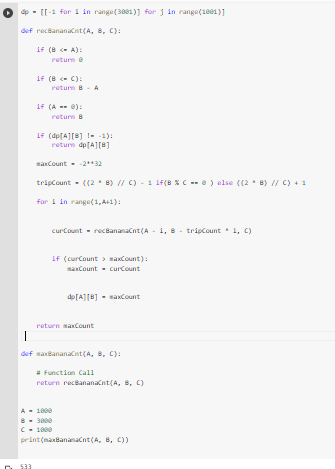 dp = [[-1 for i in range(3001)] for j in range(1001)]
def recBananaCnt(A, B, C):
if (B <= A):
return 0
if (B <= C):
return B - A
if (A == 0):
return B
if (dp[A][B] != -1):
return dp[A][B]
maxCount = -2**32
tripCount = ((2 * B) // C) - 1 if(B % C == 0 ) else ((2 * B) // C) + 1
for i in range(1,A+1):
curCount = recBananaCnt(A - i, B - tripCount * i, C)
if (curCount > maxCount):
maxCount = curCount
dp[A][B] = maxCount
return maxCount
def maxBananaCnt(A, B, C):
# Function Call
return recBananaCnt(A, B, C)
A = 1000
B = 3000
C = 1000
print(maxBananaCnt(A, B, C))
533